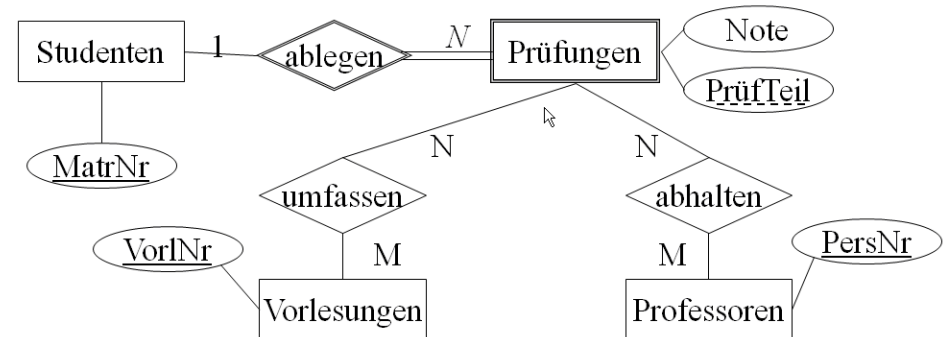 Note
Studenten
1
ablegen
N
Prüfungen
PrüfTeil
MatrNr
N
N
umfassen
abhalten
VorlNr
M
M
PersNr
Vorlesungen
Professoren